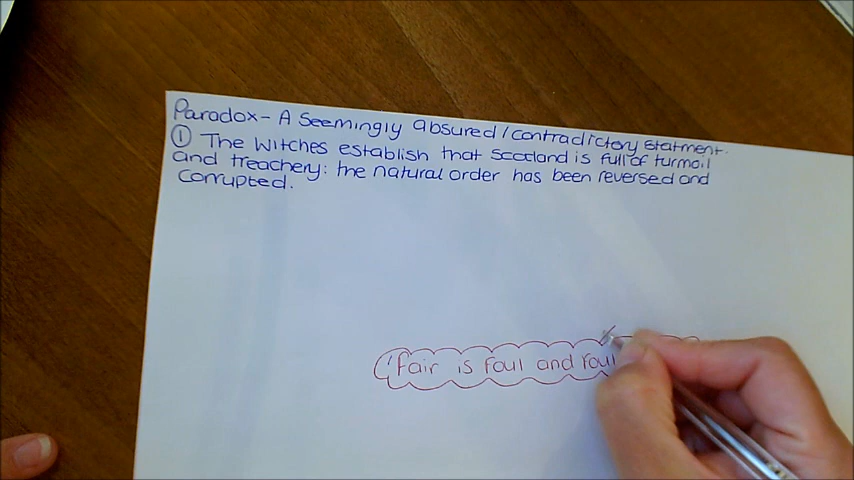 Paradox - A Seemingly absured / contradictory statment.
① The Witches establish that Scotland is full of turmoil
and treachery: the natural order has been reversed and
corrupted.
'fair is foul and foul